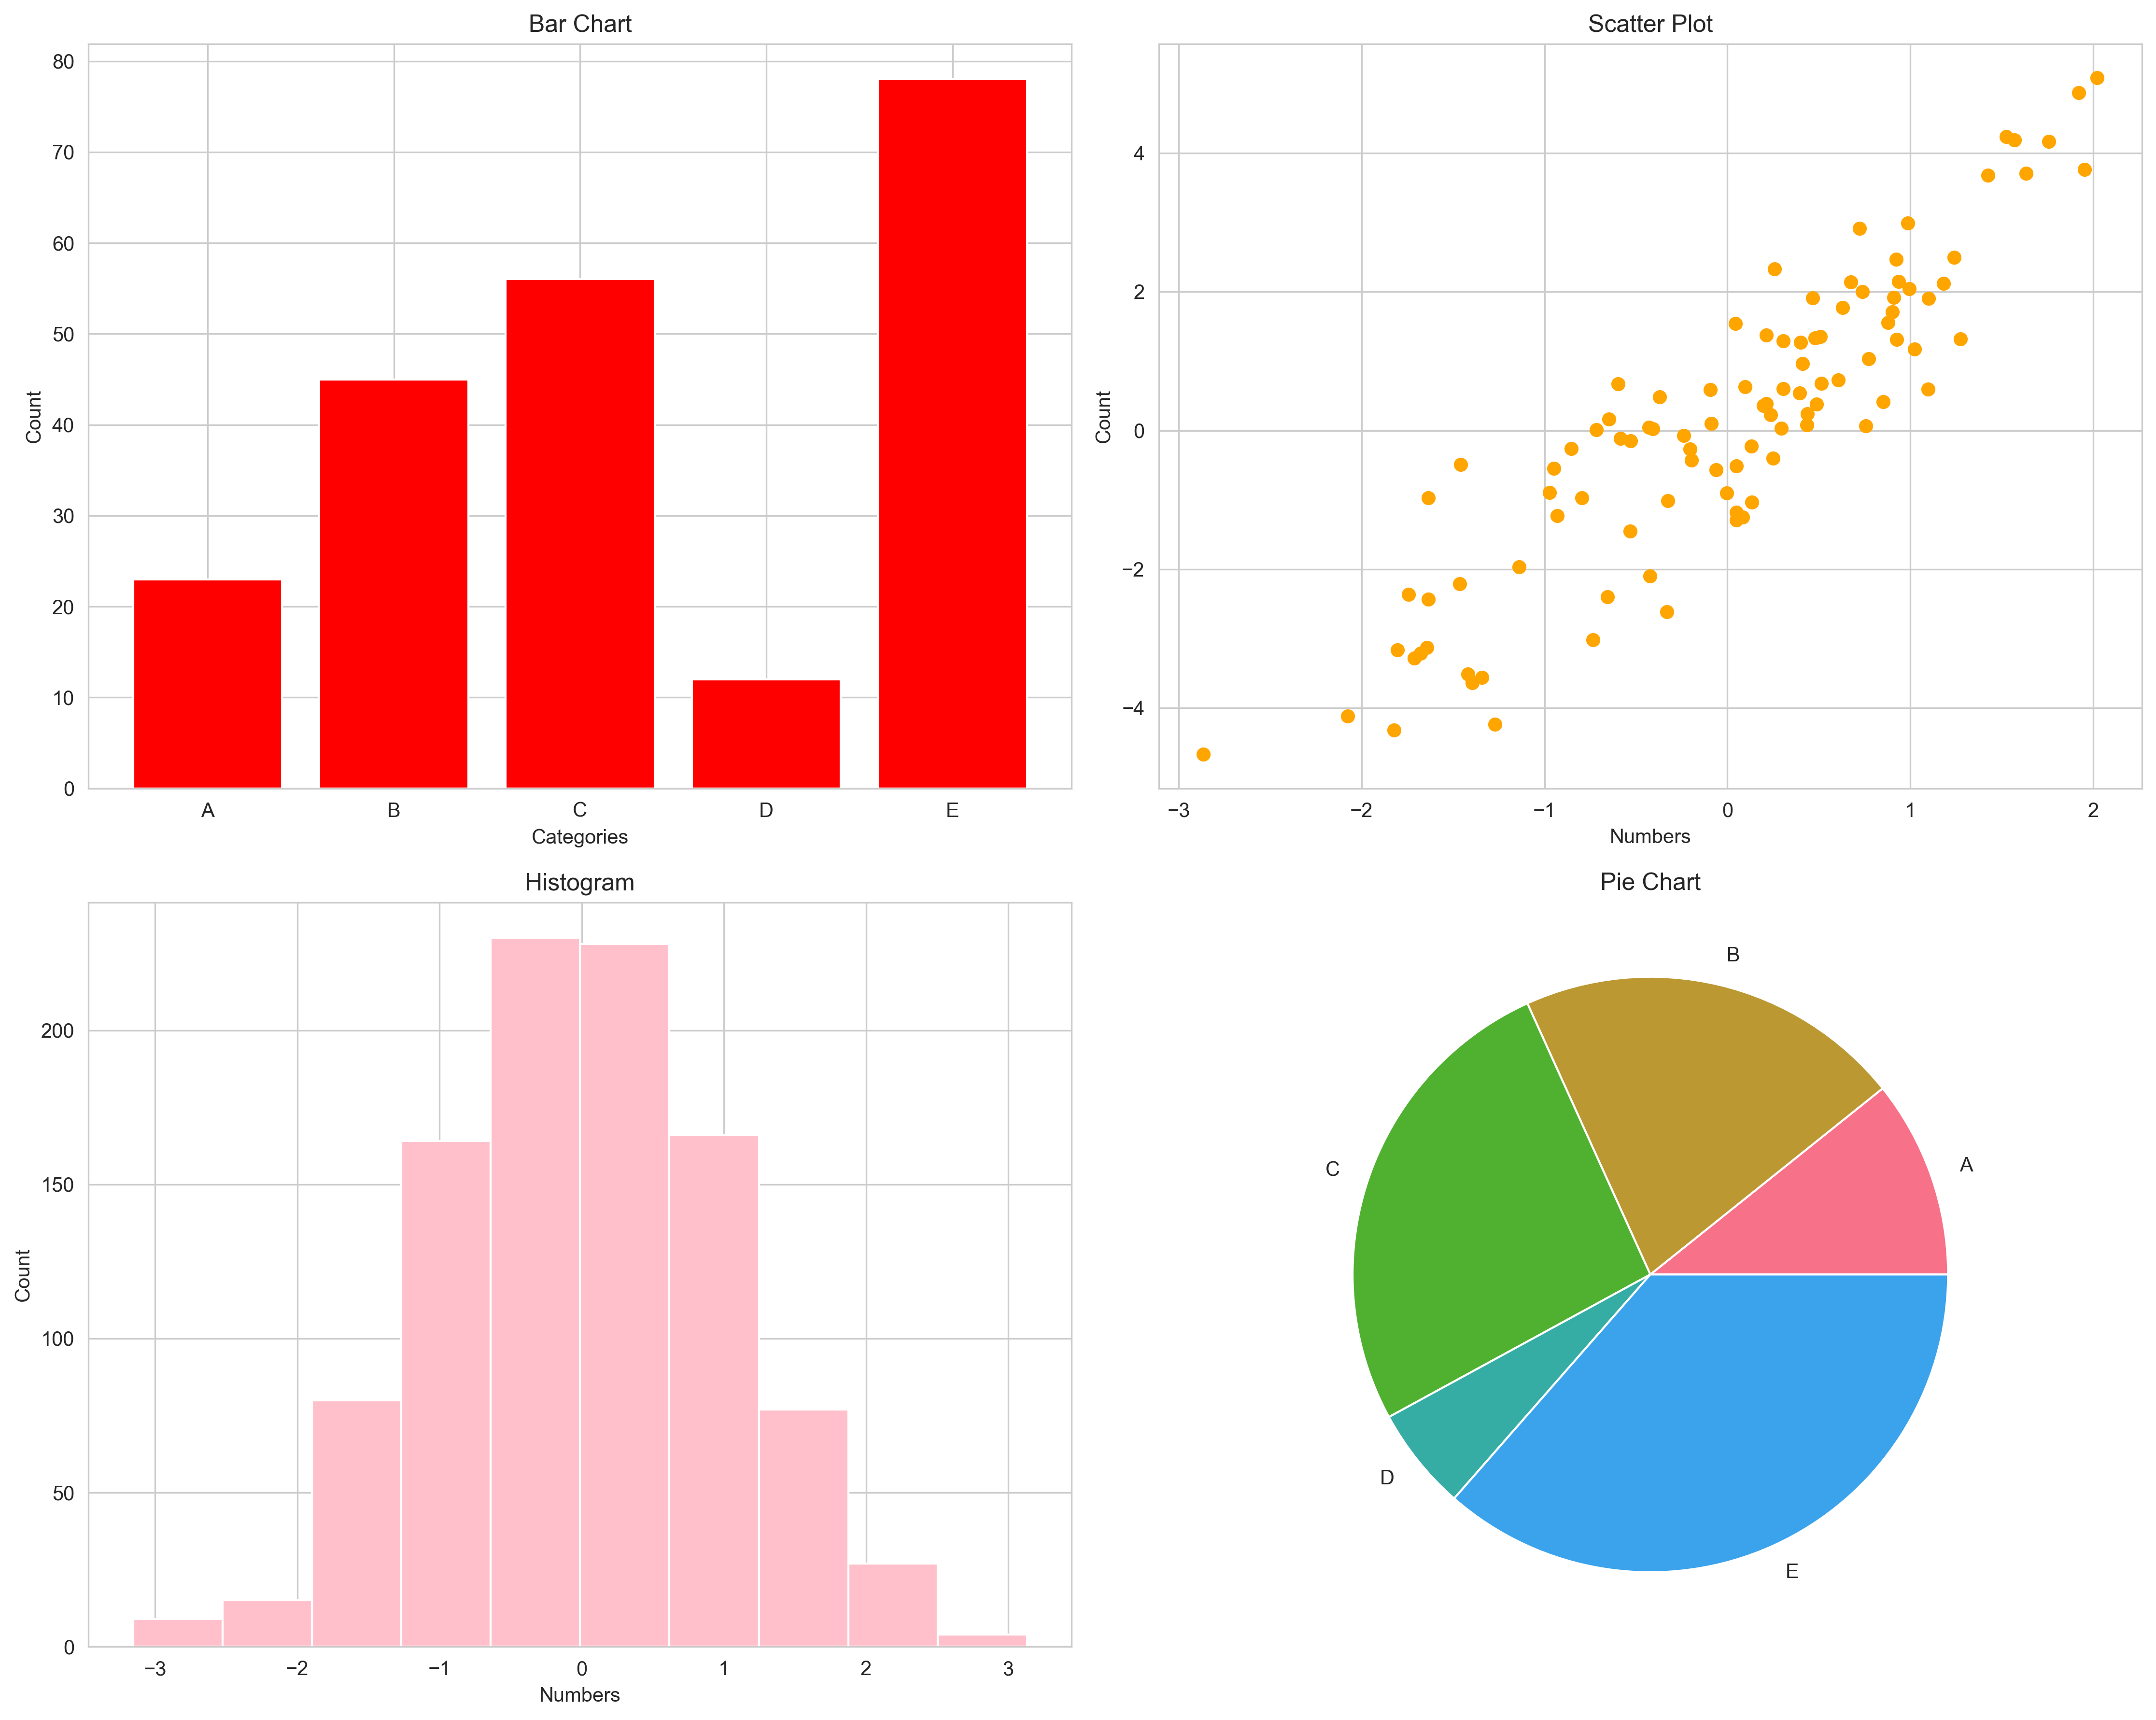 Bar Chart
80
70
60
50
40
30
20
10
0
Count
A B C D E
Categories
Scatter Plot
4
2
0
−2
−4
Count
−3 −2 −1 0 1 2
Numbers
Histogram
200
150
100
50
0
Count
−3 −2 −1 0 1 2 3
Numbers
Pie Chart
B
A
C
D
E